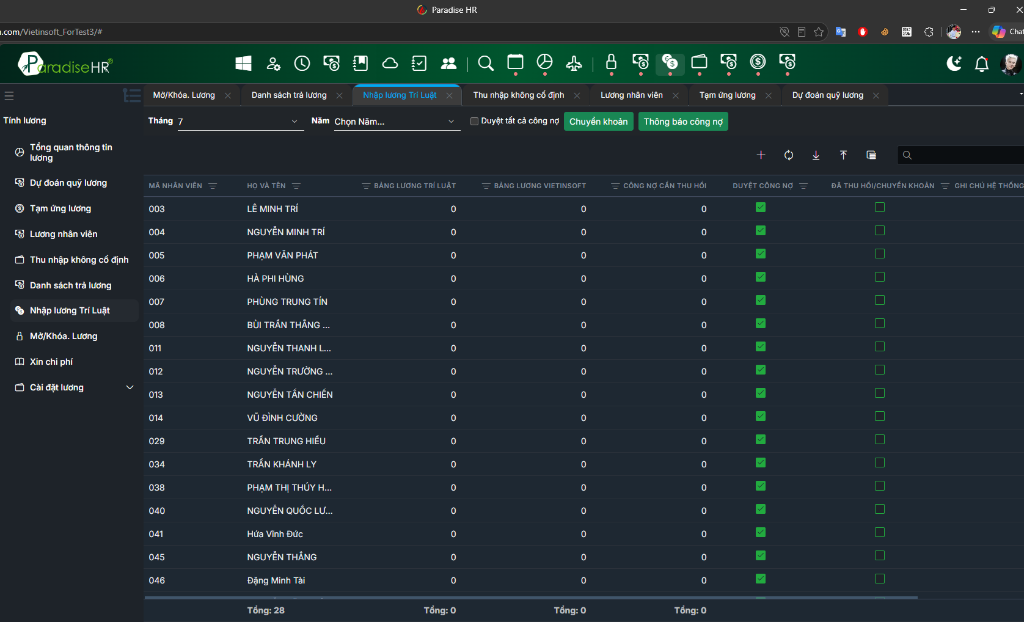 Paradise HR
s.com/Vietinsoft_ForTest3/#
ParadiseHR
Mở/Khóa. Lương
Danh sách trả lương
Nhập lương Trí Luật
Thu nhập không cố định
Lương nhân viên
Tạm ứng lương
Dự đoán quỹ lương
Tính lương
Tổng quan thông tin
lương
Dự đoán quỹ lương
Tạm ứng lương
Lương nhân viên
Thu nhập không cố định
Danh sách trả lương
Nhập lương Trí Luật
Mở/Khóa. Lương
Xin chi phí
Cài đặt lương
Tháng 7 Năm Chọn Năm... Duyệt tất cả công nợ Chuyển khoản Thông báo công nợ
MÃ NHÂN VIÊN HỌ VÀ TÊN BẢNG LƯƠNG TRÍ LUẬT BẢNG LƯƠNG VIETINSOFT CÔNG NỢ CẦN THU HỒI DUYỆT CÔNG NỢ ĐÃ THU HỒI/CHUYỂN KHOẢN GHI CHÚ HỆ THỐNG
003 LÊ MINH TRÍ 0 0 0
004 NGUYỄN MINH TRÍ 0 0 0
005 PHẠM VĂN PHÁT 0 0 0
006 HÀ PHI HÙNG 0 0 0
007 PHÙNG TRUNG TÍN 0 0 0
008 BÙI TRẦN THĂNG ... 0 0 0
011 NGUYỄN THANH L... 0 0 0
012 NGUYỄN TRƯỜNG ... 0 0 0
013 NGUYỄN TẤN CHIẾN 0 0 0
014 VŨ ĐÌNH CƯỜNG 0 0 0
029 TRẦN TRUNG HIẾU 0 0 0
034 TRẦN KHÁNH LY 0 0 0
038 PHẠM THỊ THÚY H... 0 0 0
040 NGUYỄN QUỐC LƯ... 0 0 0
041 Hứa Vĩnh Đức 0 0 0
045 NGUYỄN THẮNG 0 0 0
046 Đặng Minh Tài 0 0 0
Tổng: 28 Tổng: 0 Tổng: 0 Tổng: 0